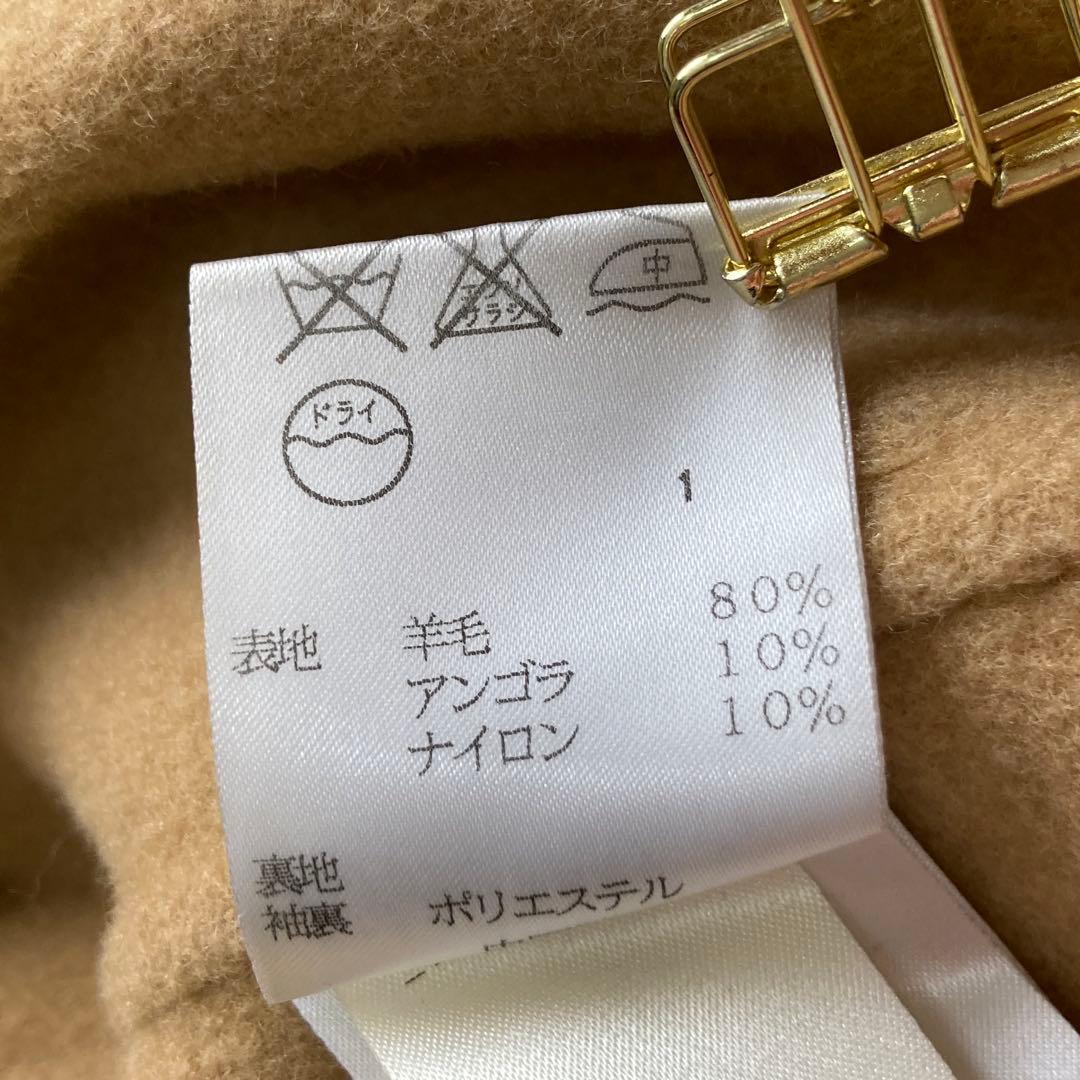 中
ドライ
1
表地 羊毛 80%
アンゴラ 10%
ナイロン 10%
裏地
袖裏 ポリエステル